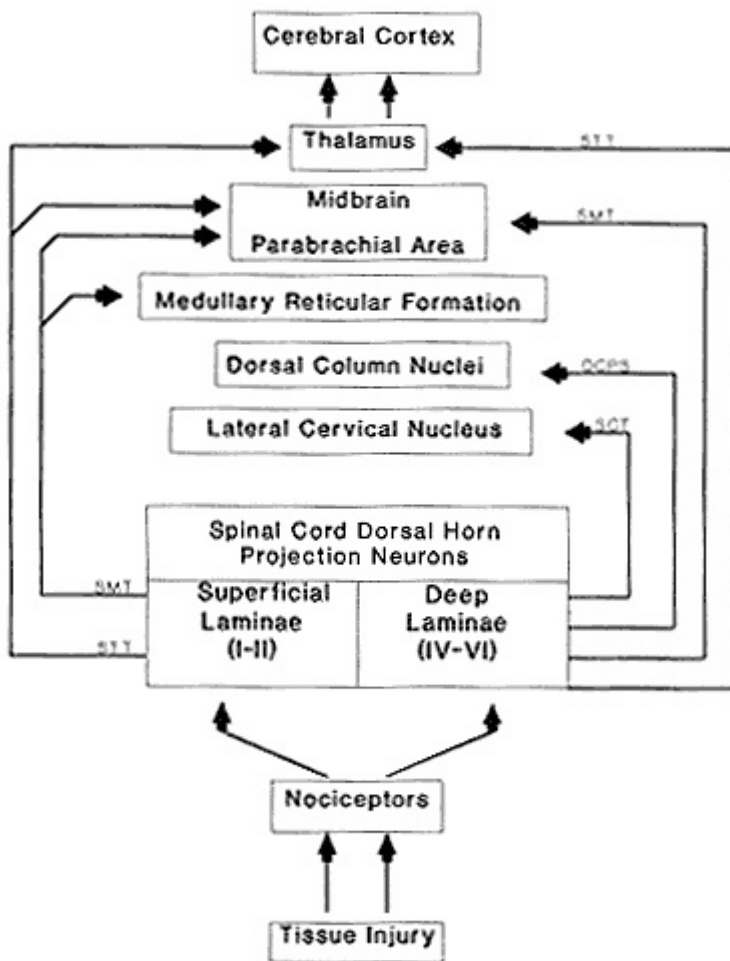 Cerebral Cortex
Thalamus
STT
Midbrain
SMT
Parabrachial Area
Medullary Reticular Formation
Dorsal Column Nuclei
DCPS
Lateral Cervical Nucleus
SCT
Spinal Cord Dorsal Horn
Projection Neurons
SMT
Superficial
Laminae
(I-II)
Deep
Laminae
(IV-VI)
STT
Nociceptors
Tissue Injury